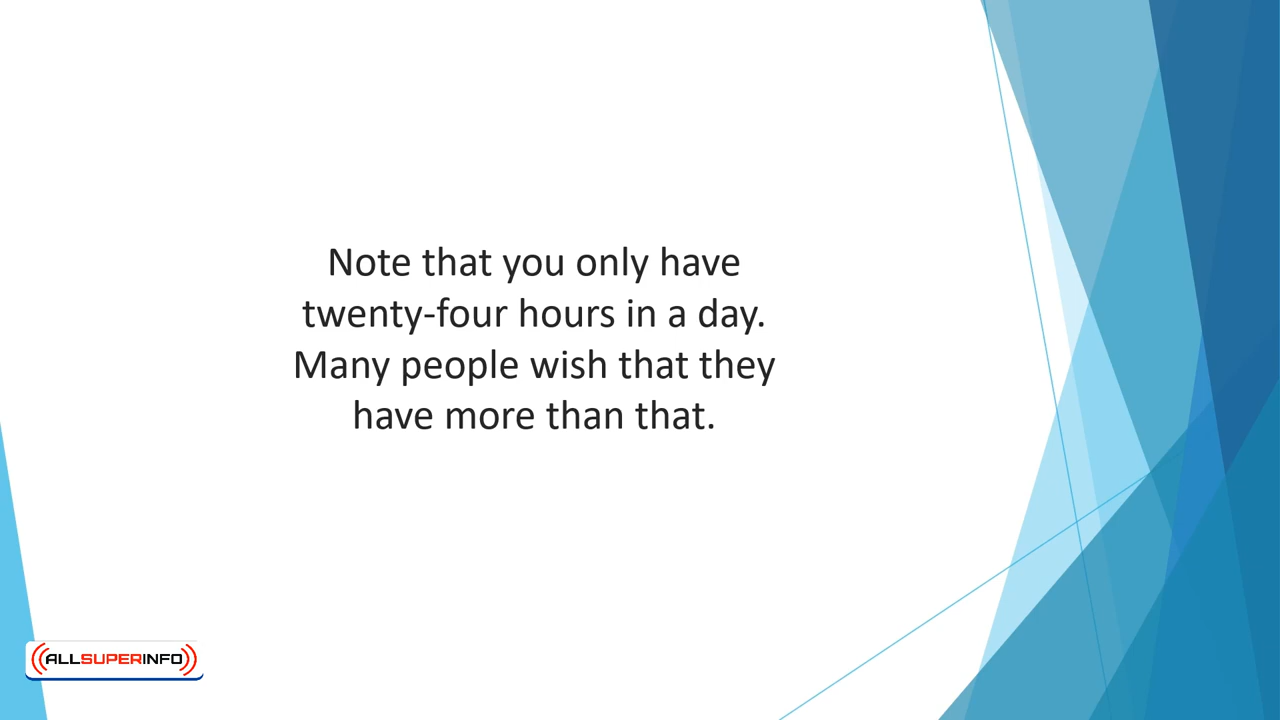 Note that you only have
twenty-four hours in a day.
Many people wish that they
have more than that.
ALLSUPERINFO